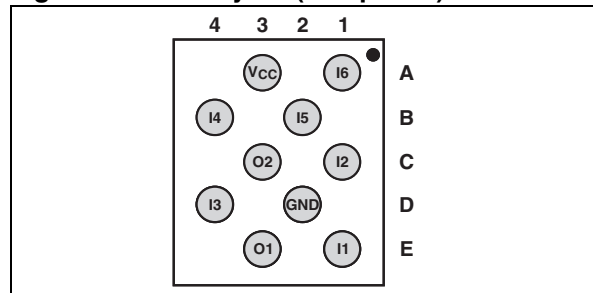 4 3 2 1
VCC I6 A
I4 I5 B
O2 I2 C
I3 GND D
O1 I1 E